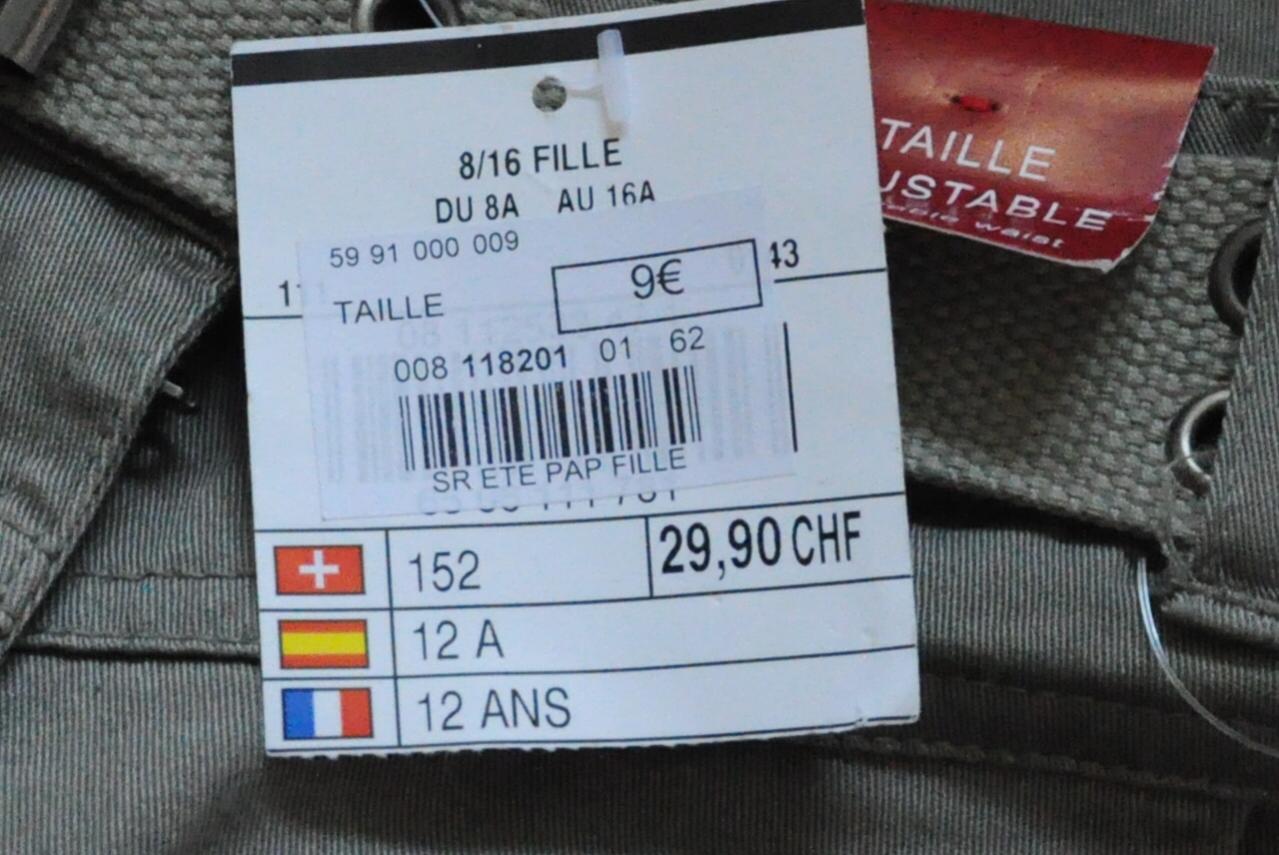 8/16 FILLE
DU 8A AU 16A
59 91 000 009
9€
43
TAILLE
008 118201 01 62
SR ETE PAP FILLE
152
29,90 CHF
12 A
12 ANS
TAILLE
USTABLE
waist